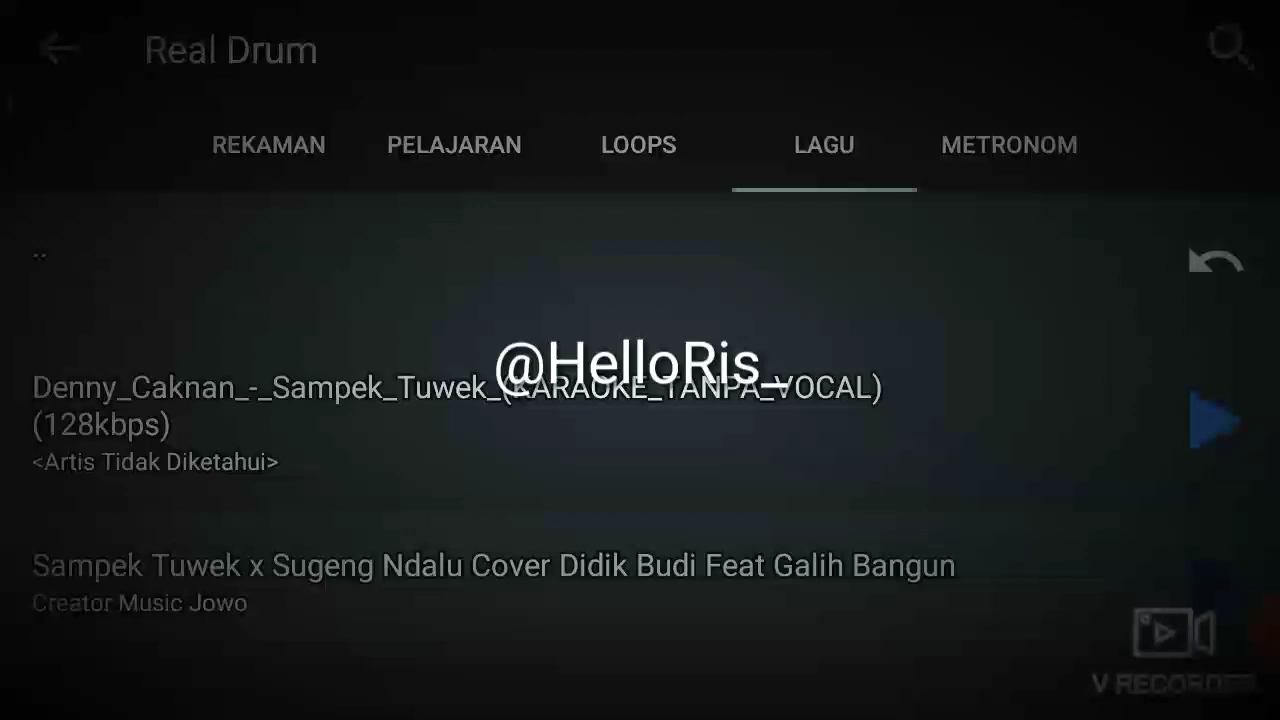 Real Drum
REKAMAN PELAJARAN LOOPS LAGU METRONOM
..
@HelloRis_
Denny_Caknan_-_Sampek_Tuwek_(KARAOKE_TANPA_VOCAL)
(128kbps)
<Artis Tidak Diketahui>
Sampek Tuwek x Sugeng Ndalu Cover Didik Budi Feat Galih Bangun
Creator Music Jowo
V RECORDER